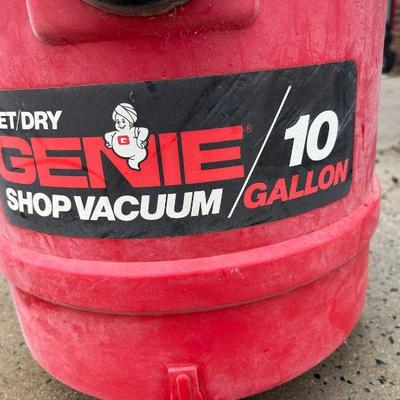 ET/DRY
GENIE®
G
SHOP VACUUM
10
GALLON